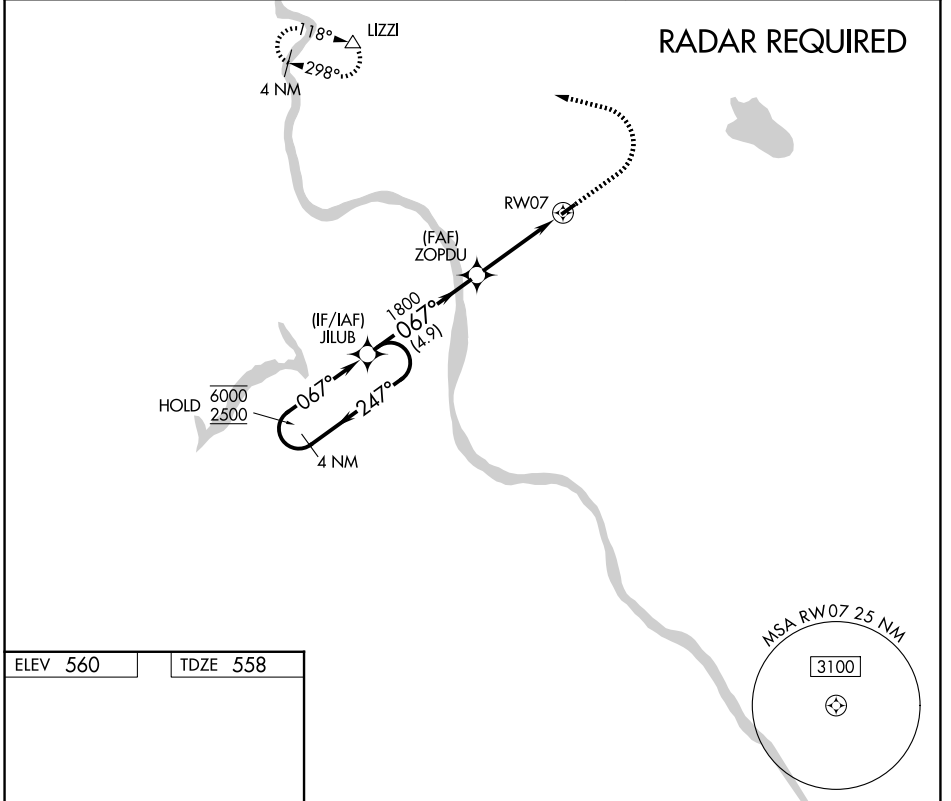 RADAR REQUIRED
118°
LIZZI
298°
4 NM
RW07
(FAF)
ZOPDU
1800
067°
(4.9)
(IF/IAF)
JILUB
067°
247°
HOLD
6000
2500
4 NM
MSA RW07 25 NM
3100
ELEV 560
TDZE 558